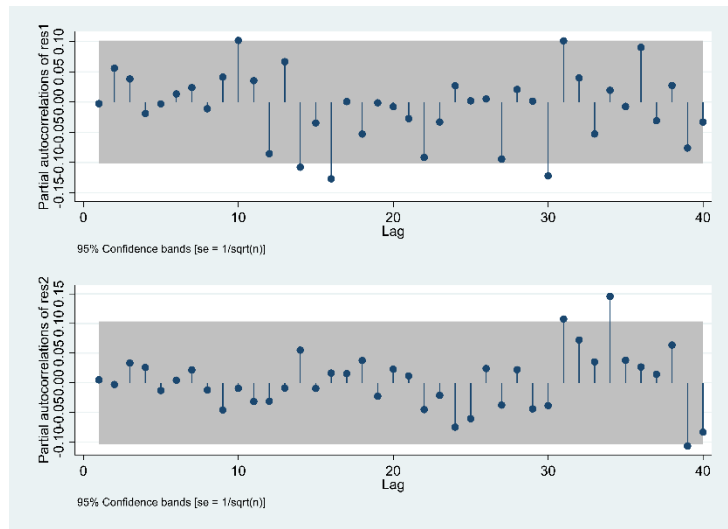 Partial autocorrelations of res1
-0.15-0.10-0.050.00 0.05 0.10
0 10 20 30 40
Lag
95% Confidence bands [se = 1/sqrt(n)]
Partial autocorrelations of res2
-0.10-0.050.00 0.05 0.10 0.15
0 10 20 30 40
Lag
95% Confidence bands [se = 1/sqrt(n)]